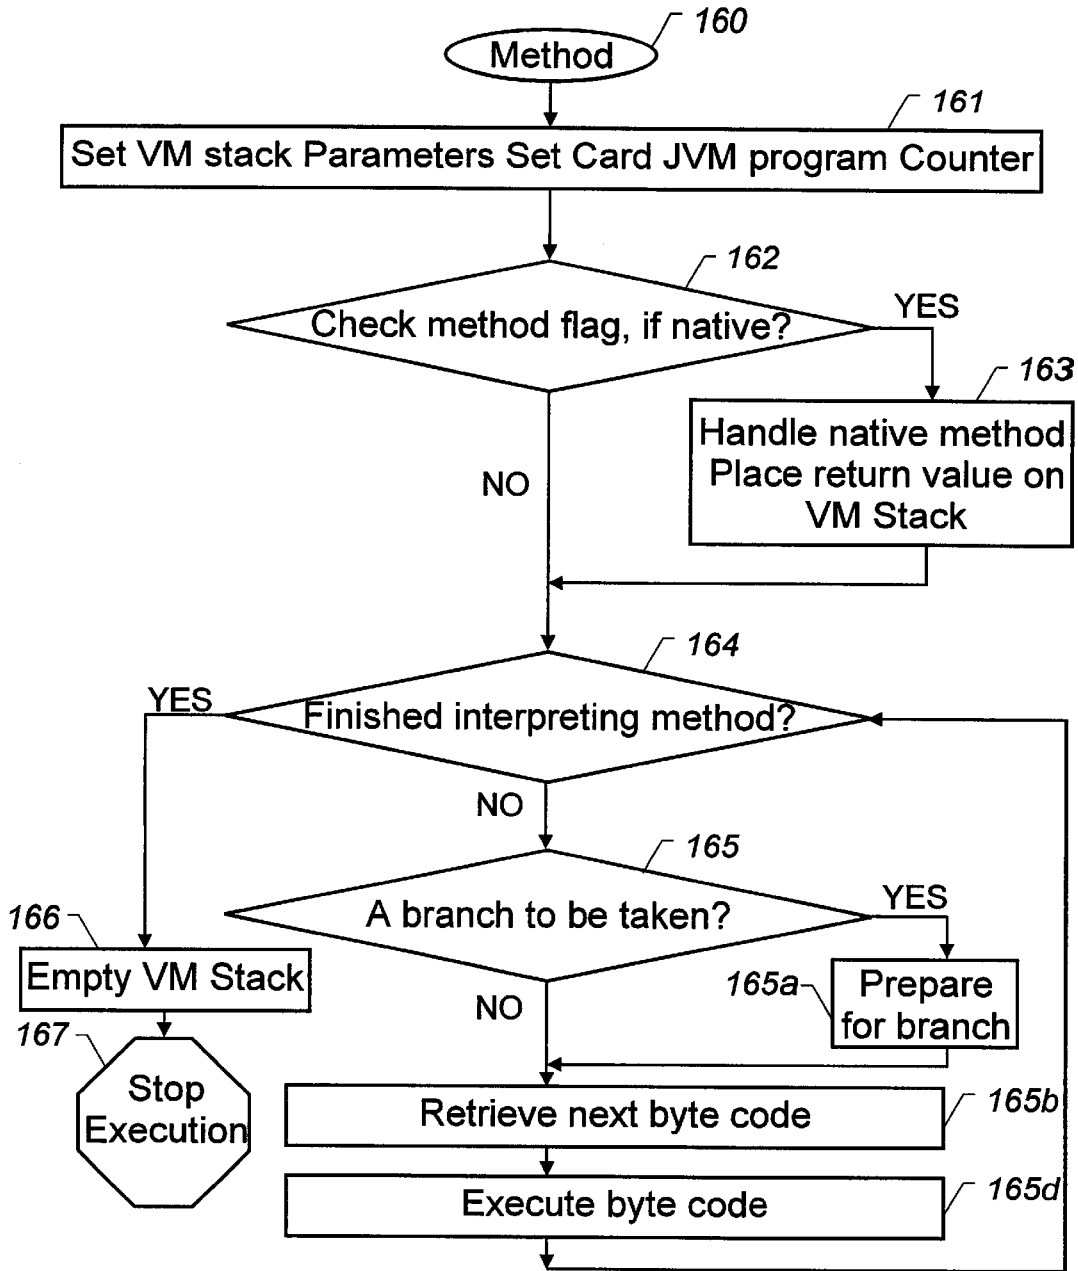 160
Method
161
Set VM stack Parameters Set Card JVM program Counter
162
Check method flag, if native?
YES
163
Handle native method
Place return value on
VM Stack
NO
164
YES
Finished interpreting method?
NO
165
A branch to be taken?
YES
166
Empty VM Stack
165a
Prepare
for branch
NO
167
Stop
Execution
Retrieve next byte code
165b
Execute byte code
165d